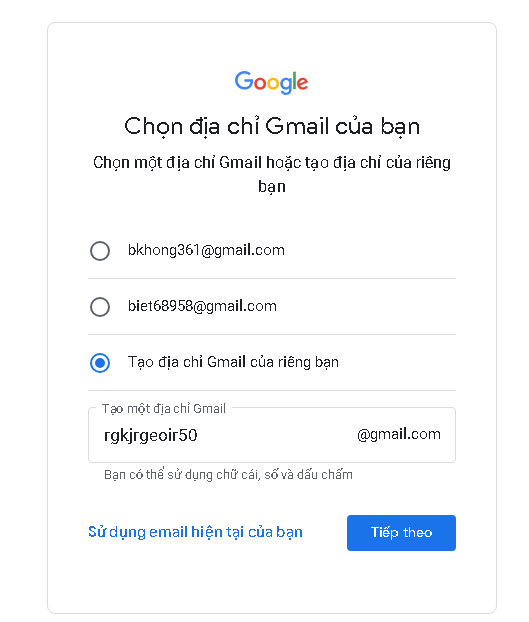 Google
Chọn địa chỉ Gmail của bạn
Chọn một địa chỉ Gmail hoặc tạo địa chỉ của riêng
bạn
bkhong361@gmail.com
biet68958@gmail.com
Tạo địa chỉ Gmail của riêng bạn
Tạo một địa chỉ Gmail
rgkjrgeoir50 @gmail.com
Bạn có thể sử dụng chữ cái, số và dấu chấm
Sử dụng email hiện tại của bạn Tiếp theo